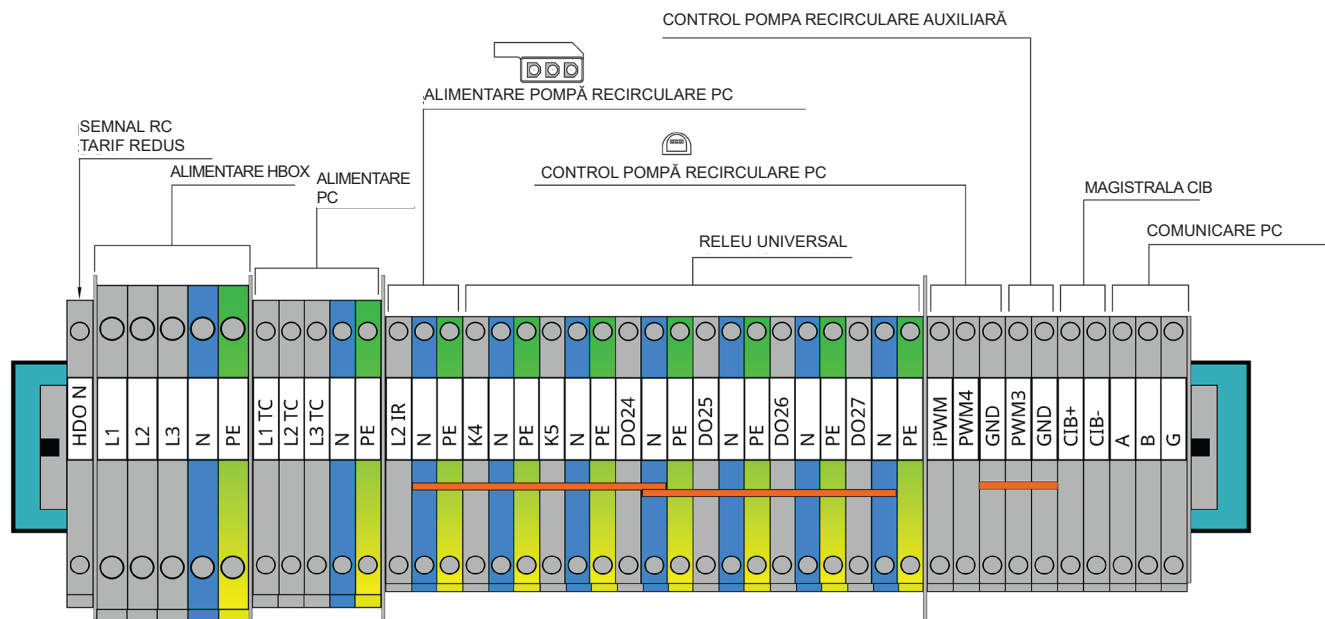 CONTROL POMPA RECIRCULARE AUXILIARĂ
ALIMENTARE POMPĂ RECIRCULARE PC
SEMNAL RC
TARIF REDUS
ALIMENTARE HBOX
ALIMENTARE
PC
CONTROL POMPĂ RECIRCULARE PC
MAGISTRALA CIB
RELEU UNIVERSAL
COMUNICARE PC
HDO N
L1
L2
L3
N
PE
L1 TC
L2 TC
L3 TC
N
PE
L2 IR
N
PE
K4
N
PE
K5
N
PE
DO24
N
PE
DO25
N
PE
DO26
N
PE
DO27
N
PE
iPWM
PWM4
GND
PWM3
GND
CIB+
CIB-
A
B
G